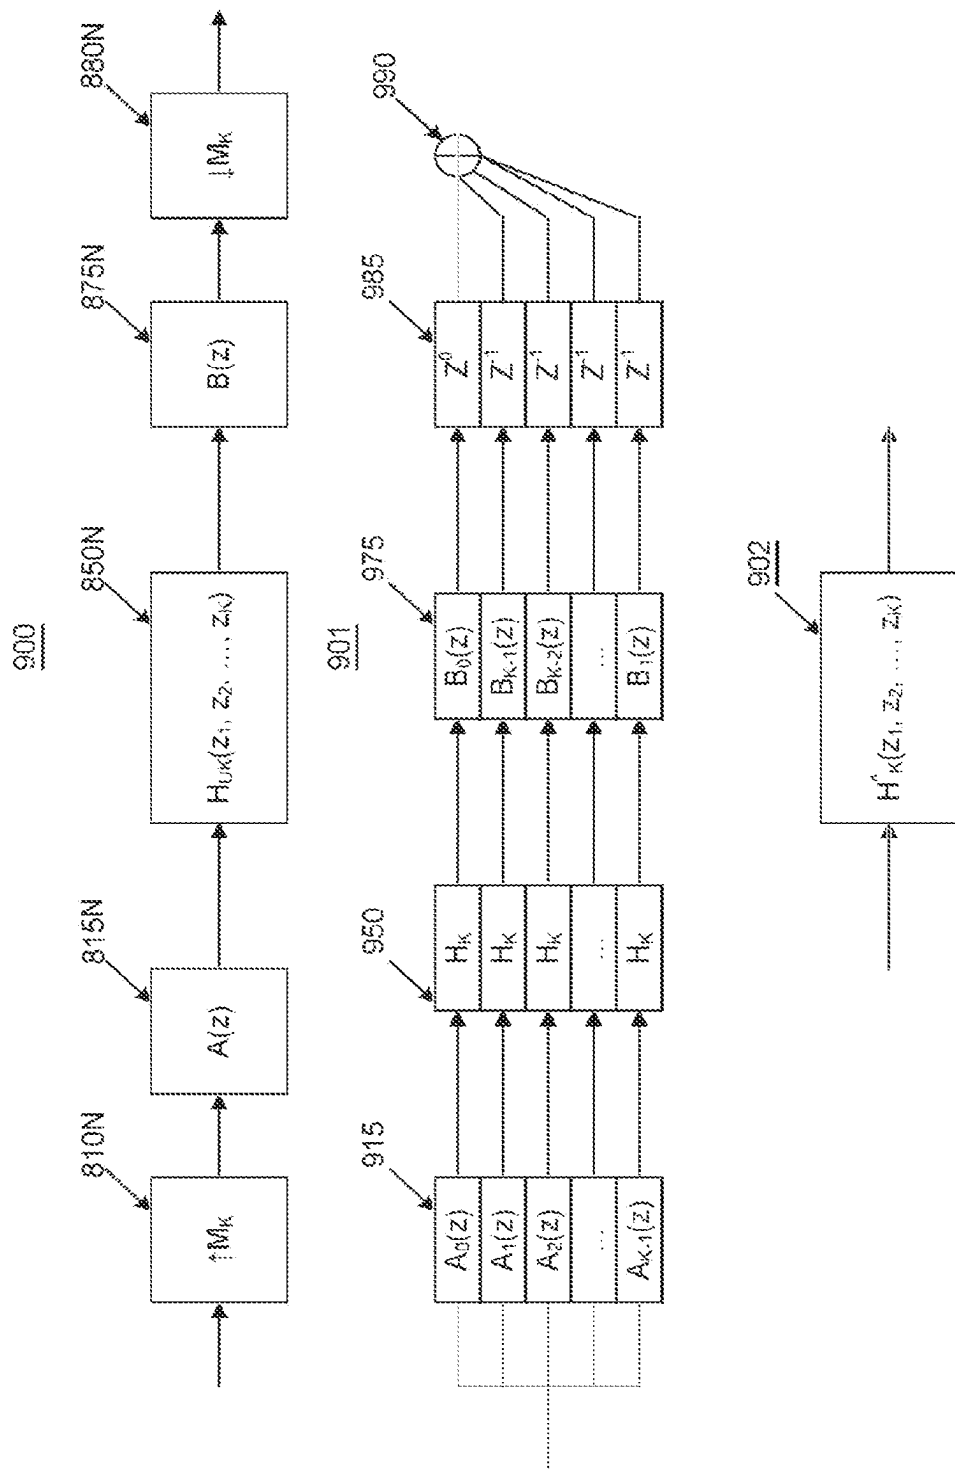 900
810N
815N
850N
875N
880N
↑M_K
A(z)
H_UK(z_1, z_2, ..., z_K)
B(z)
↓M_K
901
915
950
975
985
990
A_0(z)
H_K
B_0(z)
Z^0
A_1(z)
H_K
B_K-1(z)
Z^-1
A_2(z)
H_K
B_K-2(z)
Z^-1
...
...
...
Z^-1
A_K-1(z)
H_K
B_1(z)
Z^-1
902
H'_K(z_1, z_2, ..., z_K)